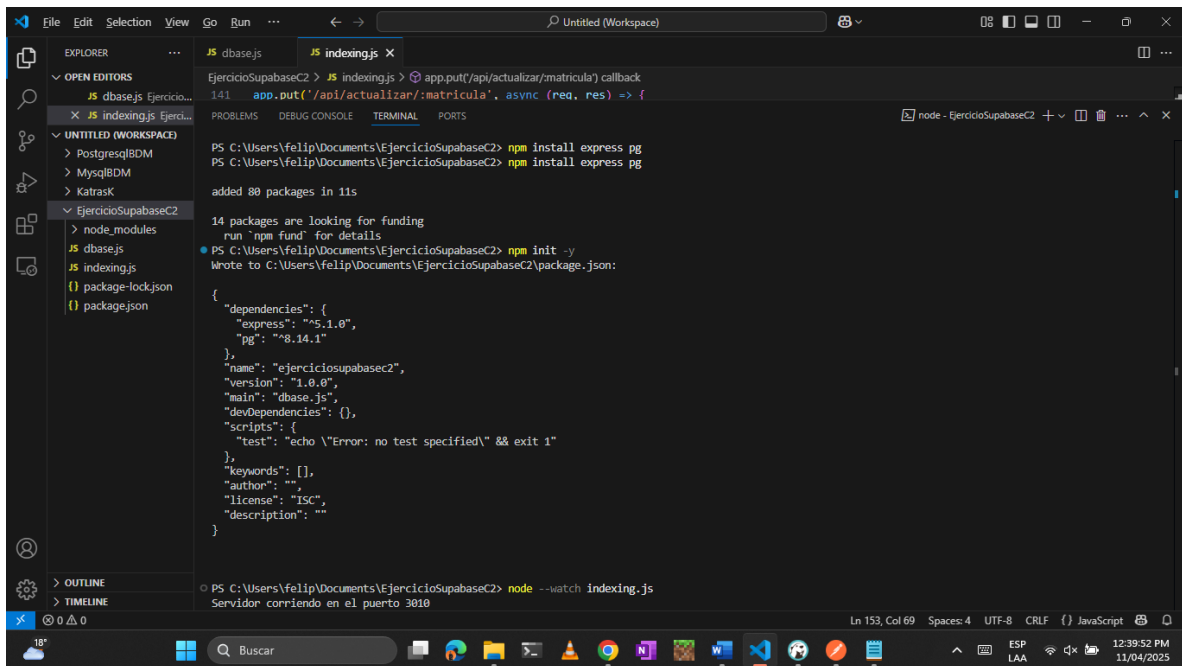 File Edit Selection View Go Run ··· Untitled (Workspace)
EXPLORER ···
OPEN EDITORS
JS dbase.js Ejercicio...
JS indexing.js Ejerci...
UNTITLED (WORKSPACE)
PostgresqlBDM
MysqlBDM
KatrasK
EjercicioSupabaseC2
node_modules
JS dbase.js
JS indexing.js
{} package-lock.json
{} package.json
OUTLINE
TIMELINE
JS dbase.js JS indexing.js
EjercicioSupabaseC2 > JS indexing.js > app.put('/api/actualizar/:matricula') callback
141 app.put('/api/actualizar/:matricula', async (req, res) => {
PROBLEMS DEBUG CONSOLE TERMINAL PORTS node - EjercicioSupabaseC2
PS C:\Users\felip\Documents\EjercicioSupabaseC2> npm install express pg
PS C:\Users\felip\Documents\EjercicioSupabaseC2> npm install express pg
added 80 packages in 11s
14 packages are looking for funding
run `npm fund` for details
PS C:\Users\felip\Documents\EjercicioSupabaseC2> npm init -y
Wrote to C:\Users\felip\Documents\EjercicioSupabaseC2\package.json:
{
"dependencies": {
"express": "^5.1.0",
"pg": "^8.14.1"
},
"name": "ejerciciosupabasec2",
"version": "1.0.0",
"main": "dbase.js",
"devDependencies": {},
"scripts": {
"test": "echo \"Error: no test specified\" && exit 1"
},
"keywords": [],
"author": "",
"license": "ISC",
"description": ""
}
PS C:\Users\felip\Documents\EjercicioSupabaseC2> node --watch indexing.js
Servidor corriendo en el puerto 3010
0 0 Ln 153, Col 69 Spaces: 4 UTF-8 CRLF {} JavaScript
18° Buscar ESP 12:39:52 PM
LAA 11/04/2025